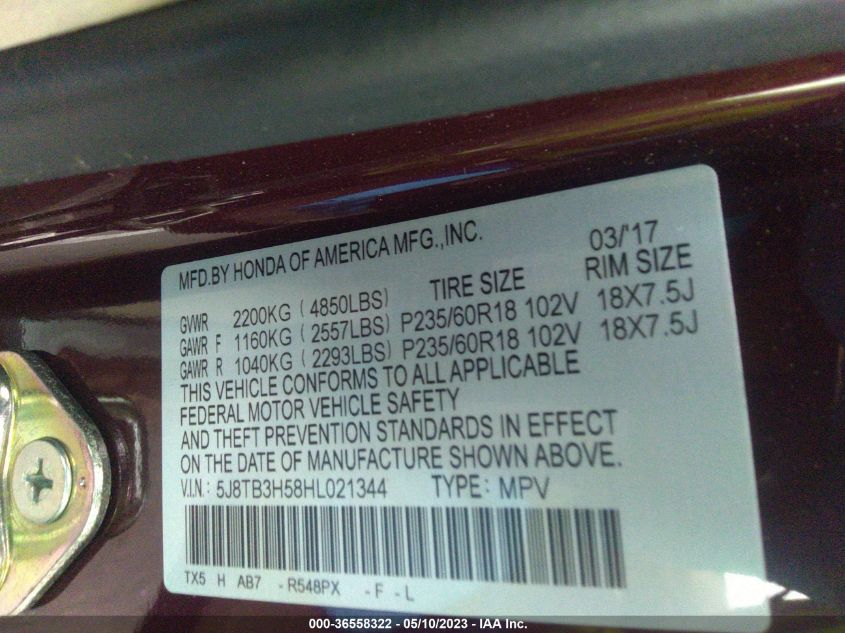 MFD.BY HONDA OF AMERICA MFG.,INC. 03/'17
TIRE SIZE RIM SIZE
GVWR 2200KG ( 4850LBS)
GAWR F 1160KG ( 2557LBS) P235/60R18 102V 18X7.5J
GAWR R 1040KG ( 2293LBS) P235/60R18 102V 18X7.5J
THIS VEHICLE CONFORMS TO ALL APPLICABLE
FEDERAL MOTOR VEHICLE SAFETY
AND THEFT PREVENTION STANDARDS IN EFFECT
ON THE DATE OF MANUFACTURE SHOWN ABOVE.
V.I.N.: 5J8TB3H58HL021344 TYPE: MPV
TX5 H AB7 - R548PX - F - L
000-36558322 - 05/10/2023 - IAA Inc.